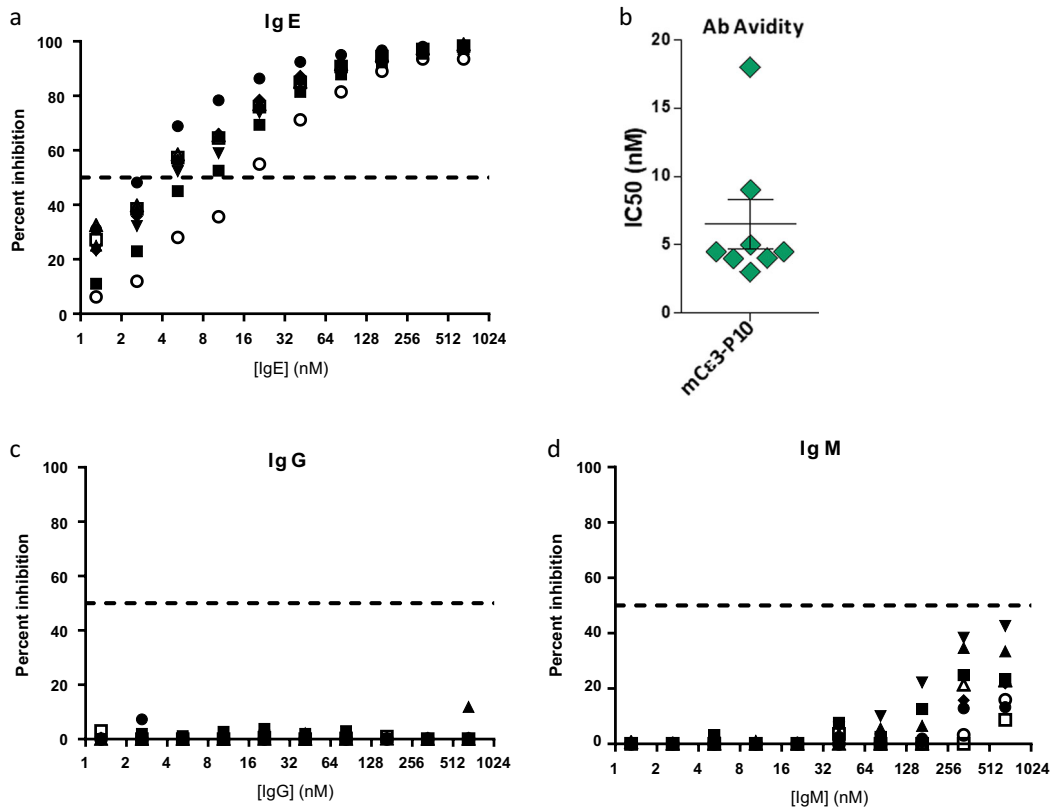 a
IgE
100
80
60
40
20
0
Percent inhibition
1 2 4 8 16 32 64 128 256 512 1024
[IgE] (nM)
b
Ab Avidity
20
15
10
5
0
IC50 (nM)
mCε3-P10
c
IgG
100
80
60
40
20
0
Percent inhibition
1 2 4 8 16 32 64 128 256 512 1024
[IgG] (nM)
d
IgM
100
80
60
40
20
0
Percent inhibition
1 2 4 8 16 32 64 128 256 512 1024
[IgM] (nM)